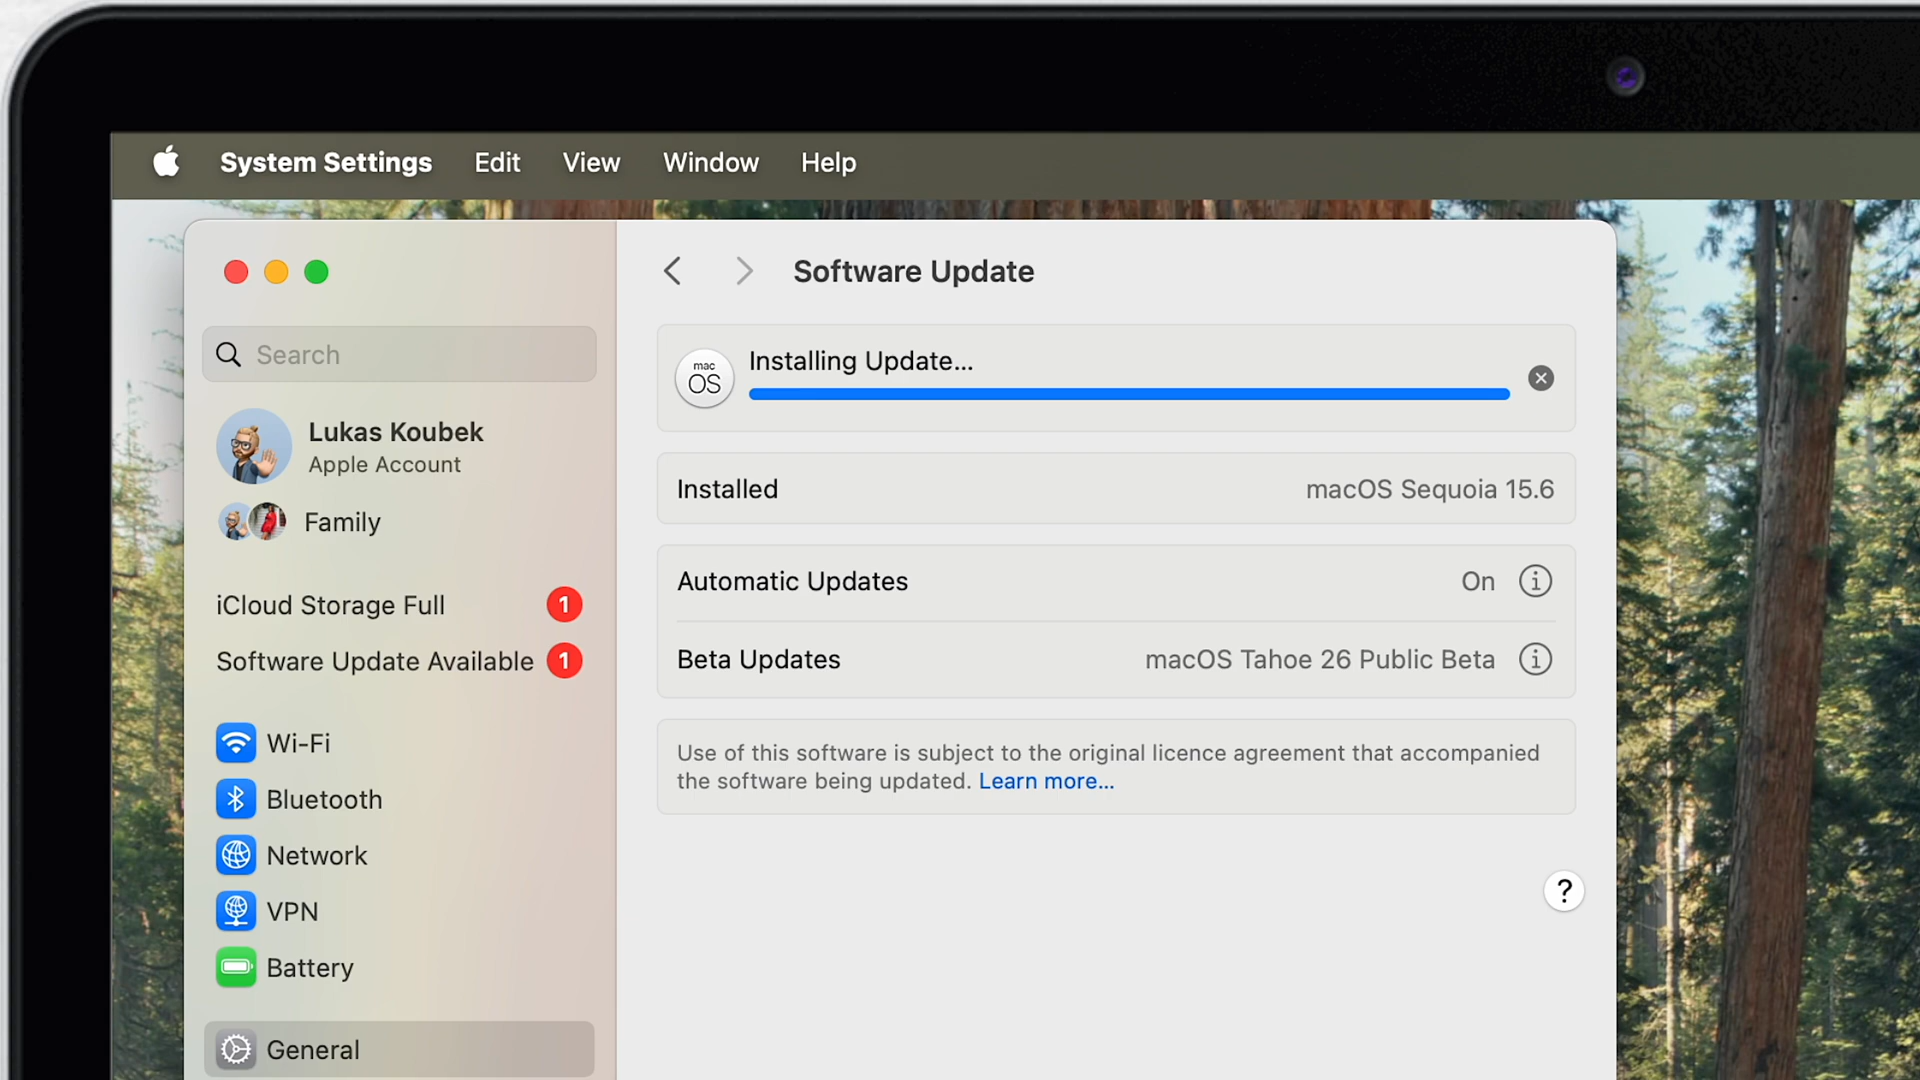 System Settings Edit View Window Help
Software Update
Search
mac
OS
Installing Update...
Lukas Koubek
Apple Account
Family
Installed macOS Sequoia 15.6
iCloud Storage Full 1
Software Update Available 1
Automatic Updates On
Beta Updates macOS Tahoe 26 Public Beta
Use of this software is subject to the original licence agreement that accompanied
the software being updated. Learn more...
?
Wi-Fi
Bluetooth
Network
VPN
Battery
General